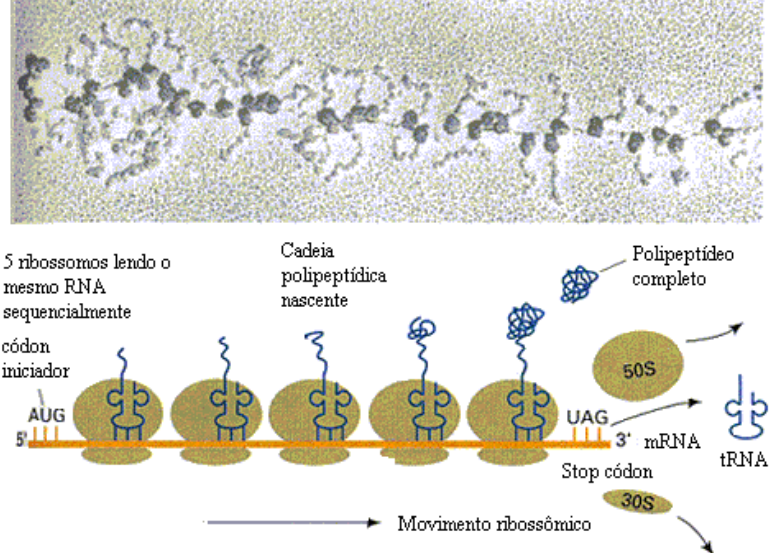 5 ribossomos lendo o
mesmo RNA
sequencialmente
Cadeia
polipeptídica
nascente
Polipeptídeo
completo
códon
iniciador
AUG
5'
50S
UAG
3'
mRNA
tRNA
Stop códon
30S
Movimento ribossômico